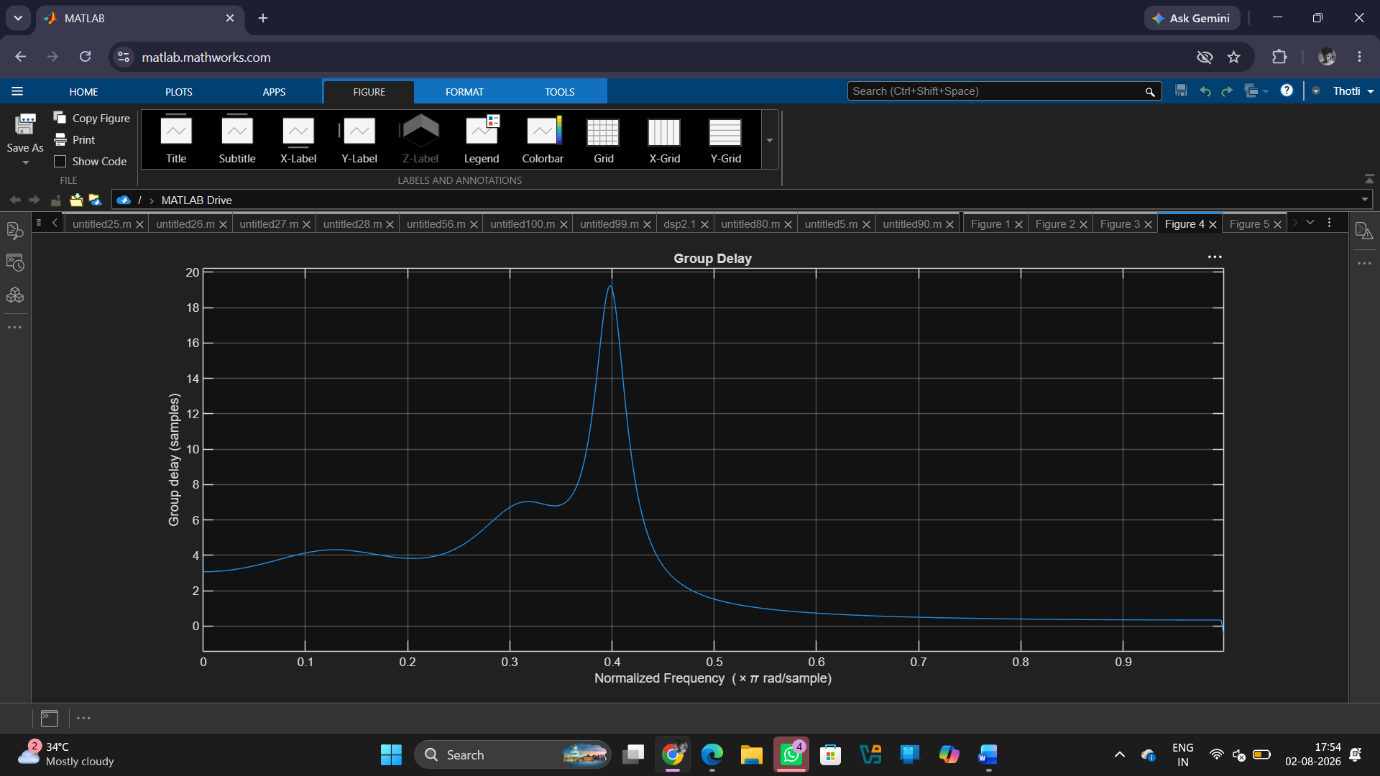 MATLAB
Ask Gemini
matlab.mathworks.com
HOME PLOTS APPS FIGURE FORMAT TOOLS
Search (Ctrl+Shift+Space)
Thotli
Save As
Copy Figure
Print
Show Code
FILE
Title Subtitle X-Label Y-Label Z-Label Legend Colorbar Grid X-Grid Y-Grid
LABELS AND ANNOTATIONS
/ MATLAB Drive
untitled25.m untitled26.m untitled27.m untitled28.m untitled56.m untitled100.m untitled99.m dsp2.1 untitled80.m untitled5.m untitled90.m Figure 1 Figure 2 Figure 3 Figure 4 Figure 5
Group Delay
20
18
16
14
12
10
8
6
4
2
0
Group delay (samples)
0 0.1 0.2 0.3 0.4 0.5 0.6 0.7 0.8 0.9
Normalized Frequency ( × π rad/sample)
2
34°C
Mostly cloudy
Search
4
ENG
IN
17:54
02-08-2026